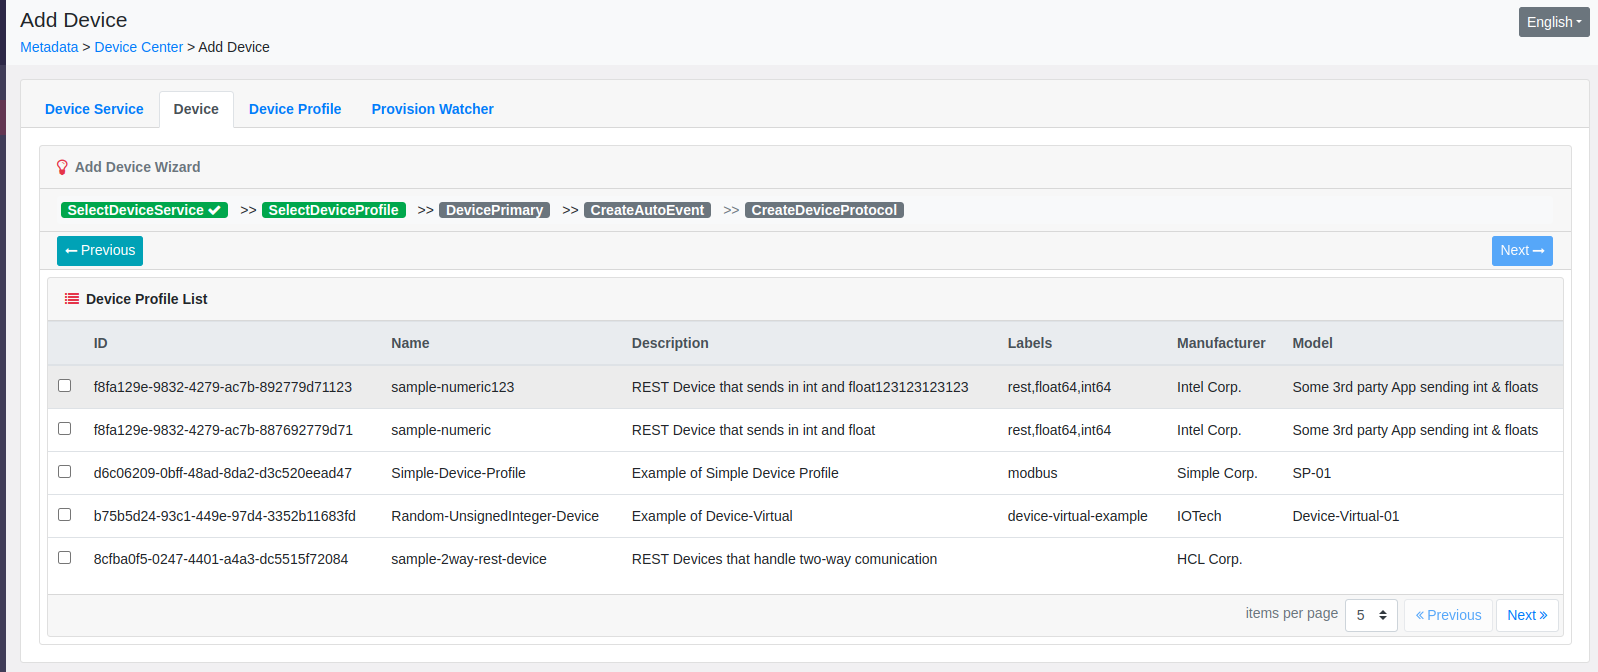 Add Device
English
Metadata > Device Center > Add Device
Device Service Device Device Profile Provision Watcher
Add Device Wizard
SelectDeviceService >> SelectDeviceProfile >> DevicePrimary >> CreateAutoEvent >> CreateDeviceProtocol
Previous Next
Device Profile List
ID Name Description Labels Manufacturer Model
f8fa129e-9832-4279-ac7b-892779d71123 sample-numeric123 REST Device that sends in int and float123123123123 rest,float64,int64 Intel Corp. Some 3rd party App sending int & floats
f8fa129e-9832-4279-ac7b-887692779d71 sample-numeric REST Device that sends in int and float rest,float64,int64 Intel Corp. Some 3rd party App sending int & floats
d6c06209-0bff-48ad-8da2-d3c520eead47 Simple-Device-Profile Example of Simple Device Profile modbus Simple Corp. SP-01
b75b5d24-93c1-449e-97d4-3352b11683fd Random-UnsignedInteger-Device Example of Device-Virtual device-virtual-example IOTech Device-Virtual-01
8cfba0f5-0247-4401-a4a3-dc5515f72084 sample-2way-rest-device REST Devices that handle two-way comunication HCL Corp.
items per page 5 « Previous Next »